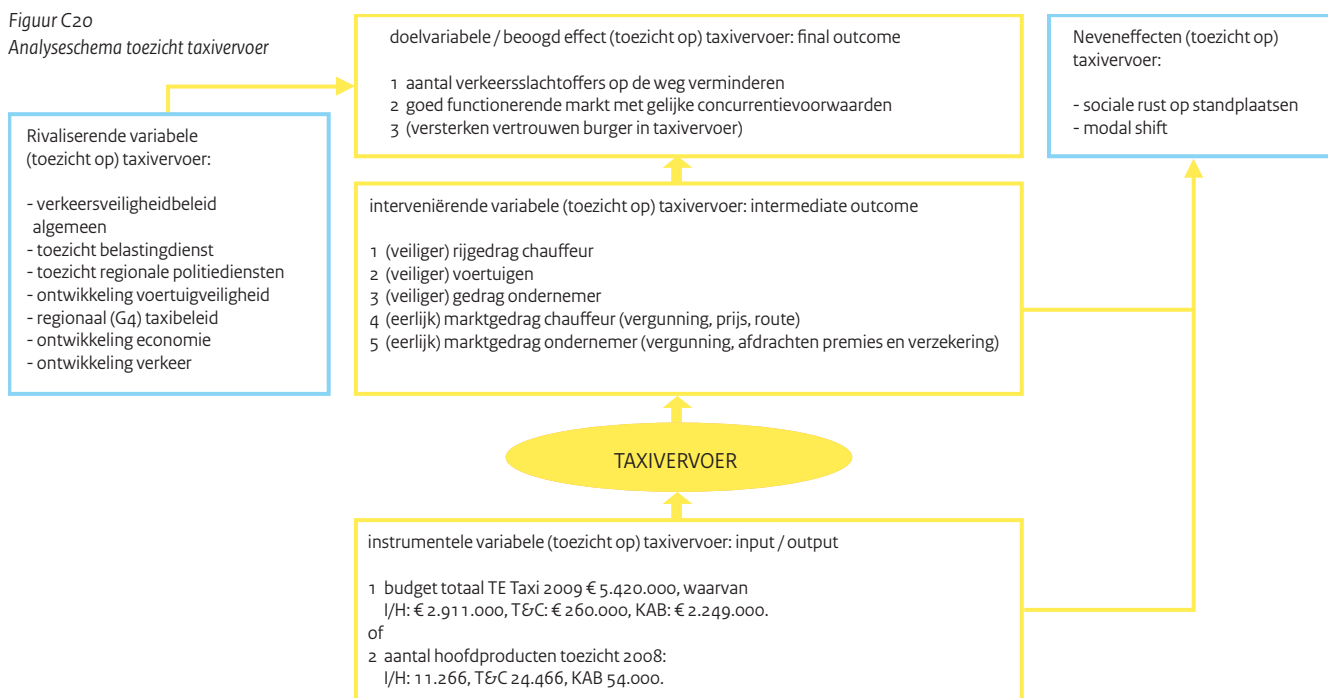 Figuur C20
Analyseschema toezicht taxivervoer
doelvariabele / beoogd effect (toezicht op) taxivervoer: final outcome
1 aantal verkeersslachtoffers op de weg verminderen
2 goed functionerende markt met gelijke concurrentievoorwaarden
3 (versterken vertrouwen burger in taxivervoer)
Neveneffecten (toezicht op)
taxivervoer:
- sociale rust op standplaatsen
- modal shift
Rivaliserende variabele
(toezicht op) taxivervoer:
- verkeersveiligheidbeleid
algemeen
- toezicht belastingdienst
- toezicht regionale politiediensten
- ontwikkeling voertuigveiligheid
- regionaal (G4) taxibeleid
- ontwikkeling economie
- ontwikkeling verkeer
interveniërende variabele (toezicht op) taxivervoer: intermediate outcome
1 (veiliger) rijgedrag chauffeur
2 (veiliger) voertuigen
3 (veiliger) gedrag ondernemer
4 (eerlijk) marktgedrag chauffeur (vergunning, prijs, route)
5 (eerlijk) marktgedrag ondernemer (vergunning, afdrachten premies en verzekering)
TAXIVERVOER
instrumentele variabele (toezicht op) taxivervoer: input / output
1 budget totaal TE Taxi 2009 € 5.420.000, waarvan
I/H: € 2.911.000, T&C: € 260.000, KAB: € 2.249.000.
of
2 aantal hoofdproducten toezicht 2008:
I/H: 11.266, T&C 24.466, KAB 54.000.